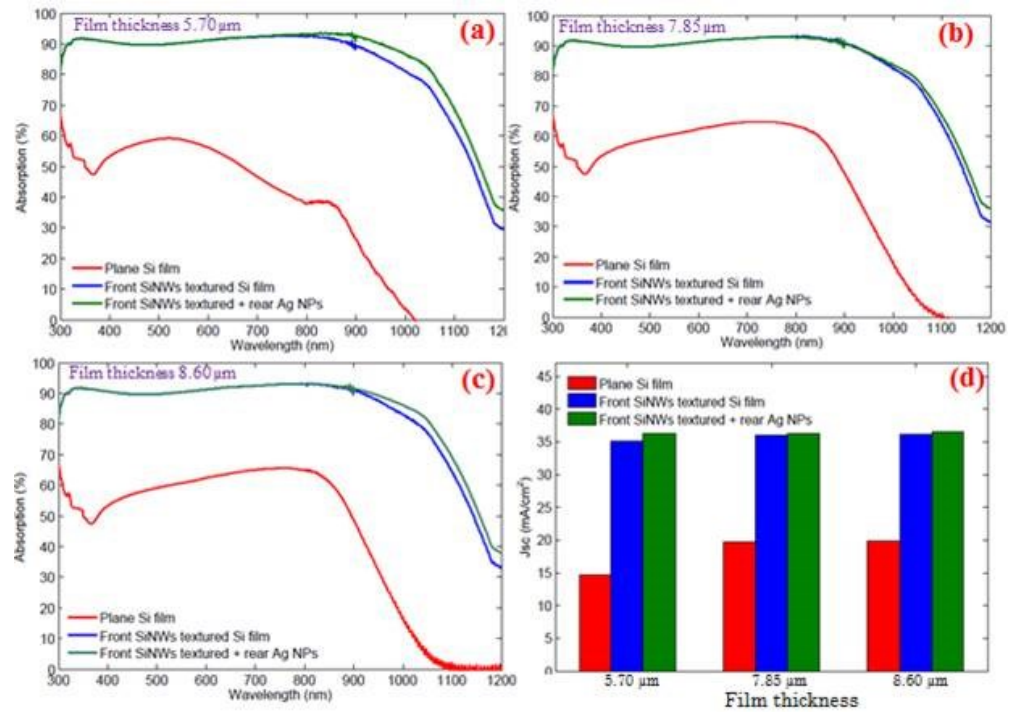 Film thickness 5.70 µm
(a)
100
90
80
70
60
50
40
30
20
10
0
Absorption (%)
Plane Si film
Front SiNWs textured Si film
Front SiNWs textured + rear Ag NPs
300 400 500 600 700 800 900 1000 1100 1200
Wavelength (nm)
Film thickness 7.85 µm
(b)
100
90
80
70
60
50
40
30
20
10
0
Absorption (%)
Plane Si film
Front SiNWs textured Si film
Front SiNWs textured + rear Ag NPs
300 400 500 600 700 800 900 1000 1100 1200
Wavelength (nm)
Film thickness 8.60 µm
(c)
100
90
80
70
60
50
40
30
20
10
0
Absorption (%)
Plane Si film
Front SiNWs textured Si film
Front SiNWs textured + rear Ag NPs
300 400 500 600 700 800 900 1000 1100 1200
Wavelength (nm)
(d)
Plane Si film
Front SiNWs textured Si film
Front SiNWs textured + rear Ag NPs
45
40
35
30
25
20
15
10
5
0
Jsc (mA/cm²)
5.70 µm 7.85 µm 8.60 µm
Film thickness